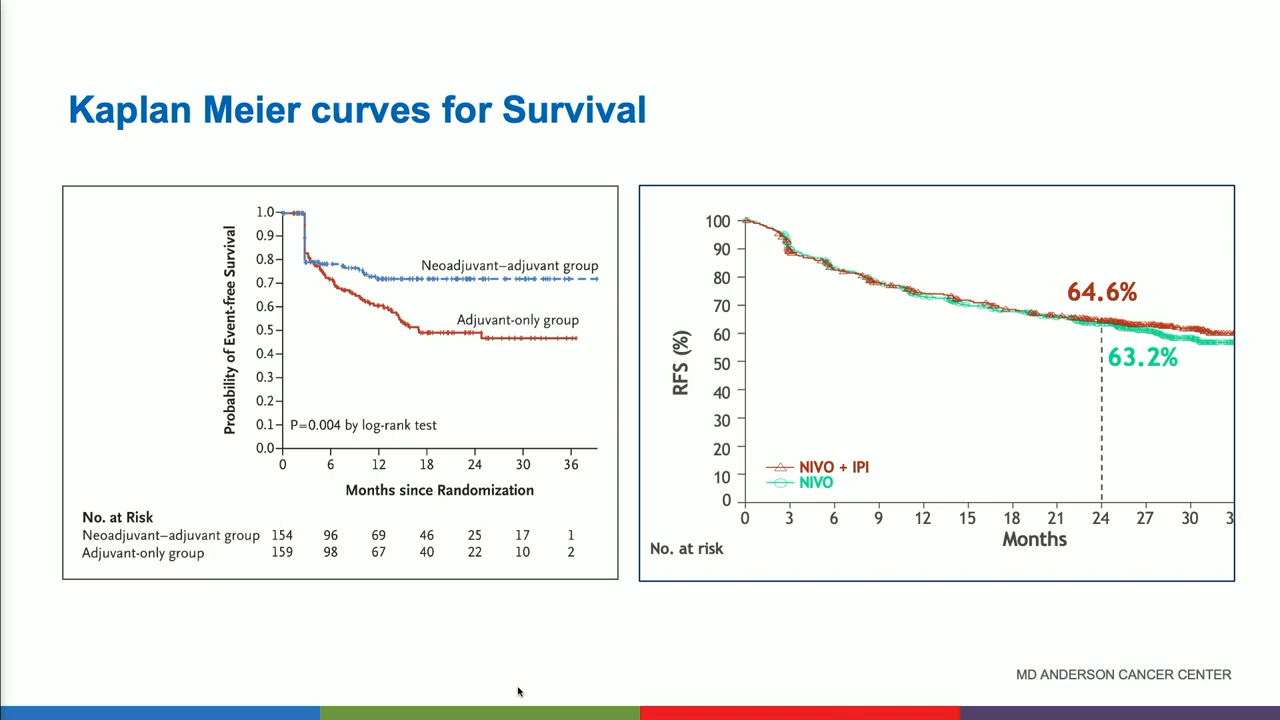 Kaplan Meier curves for Survival
Probability of Event-free Survival
1.0
0.9
0.8
0.7
0.6
0.5
0.4
0.3
0.2
0.1
0.0
Neoadjuvant–adjuvant group
Adjuvant-only group
P=0.004 by log-rank test
0 6 12 18 24 30 36
Months since Randomization
No. at Risk
Neoadjuvant–adjuvant group 154 96 69 46 25 17 1
Adjuvant-only group 159 98 67 40 22 10 2
RFS (%)
100
90
80
70
60
50
40
30
20
10
0
64.6%
63.2%
NIVO + IPI
NIVO
0 3 6 9 12 15 18 21 24 27 30 3
Months
No. at risk
MD ANDERSON CANCER CENTER